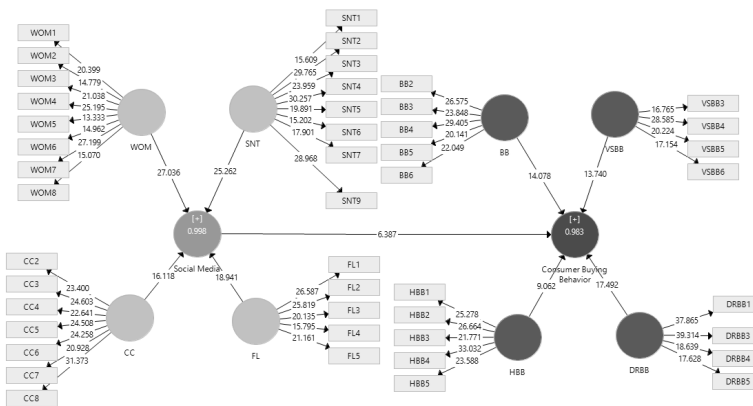 WOM1
WOM2
WOM3
WOM4
WOM5
WOM6
WOM7
WOM8
20.399
14.779
21.038
25.195
13.333
14.962
27.199
15.070
WOM
27.036
SNT1
SNT2
SNT3
SNT4
SNT5
SNT6
SNT7
SNT9
15.609
29.765
23.959
30.257
19.891
15.202
17.901
28.968
SNT
25.262
BB2
BB3
BB4
BB5
BB6
26.575
23.848
29.405
20.141
22.049
BB
14.078
VSBB3
VSBB4
VSBB5
VSBB6
16.765
28.585
20.224
17.154
VSBB
13.740
[+]
0.998
Social Media
6.387
[+]
0.983
Consumer Buying
Behavior
CC2
CC3
CC4
CC5
CC6
CC7
CC8
23.400
24.603
22.641
24.508
24.258
20.928
31.373
CC
16.118
FL1
FL2
FL3
FL4
FL5
26.587
25.819
20.135
15.795
21.161
FL
18.941
HBB1
HBB2
HBB3
HBB4
HBB5
25.278
26.664
21.771
33.032
23.588
HBB
9.062
DRBB1
DRBB3
DRBB4
DRBB5
37.865
39.314
18.639
17.628
DRBB
17.492